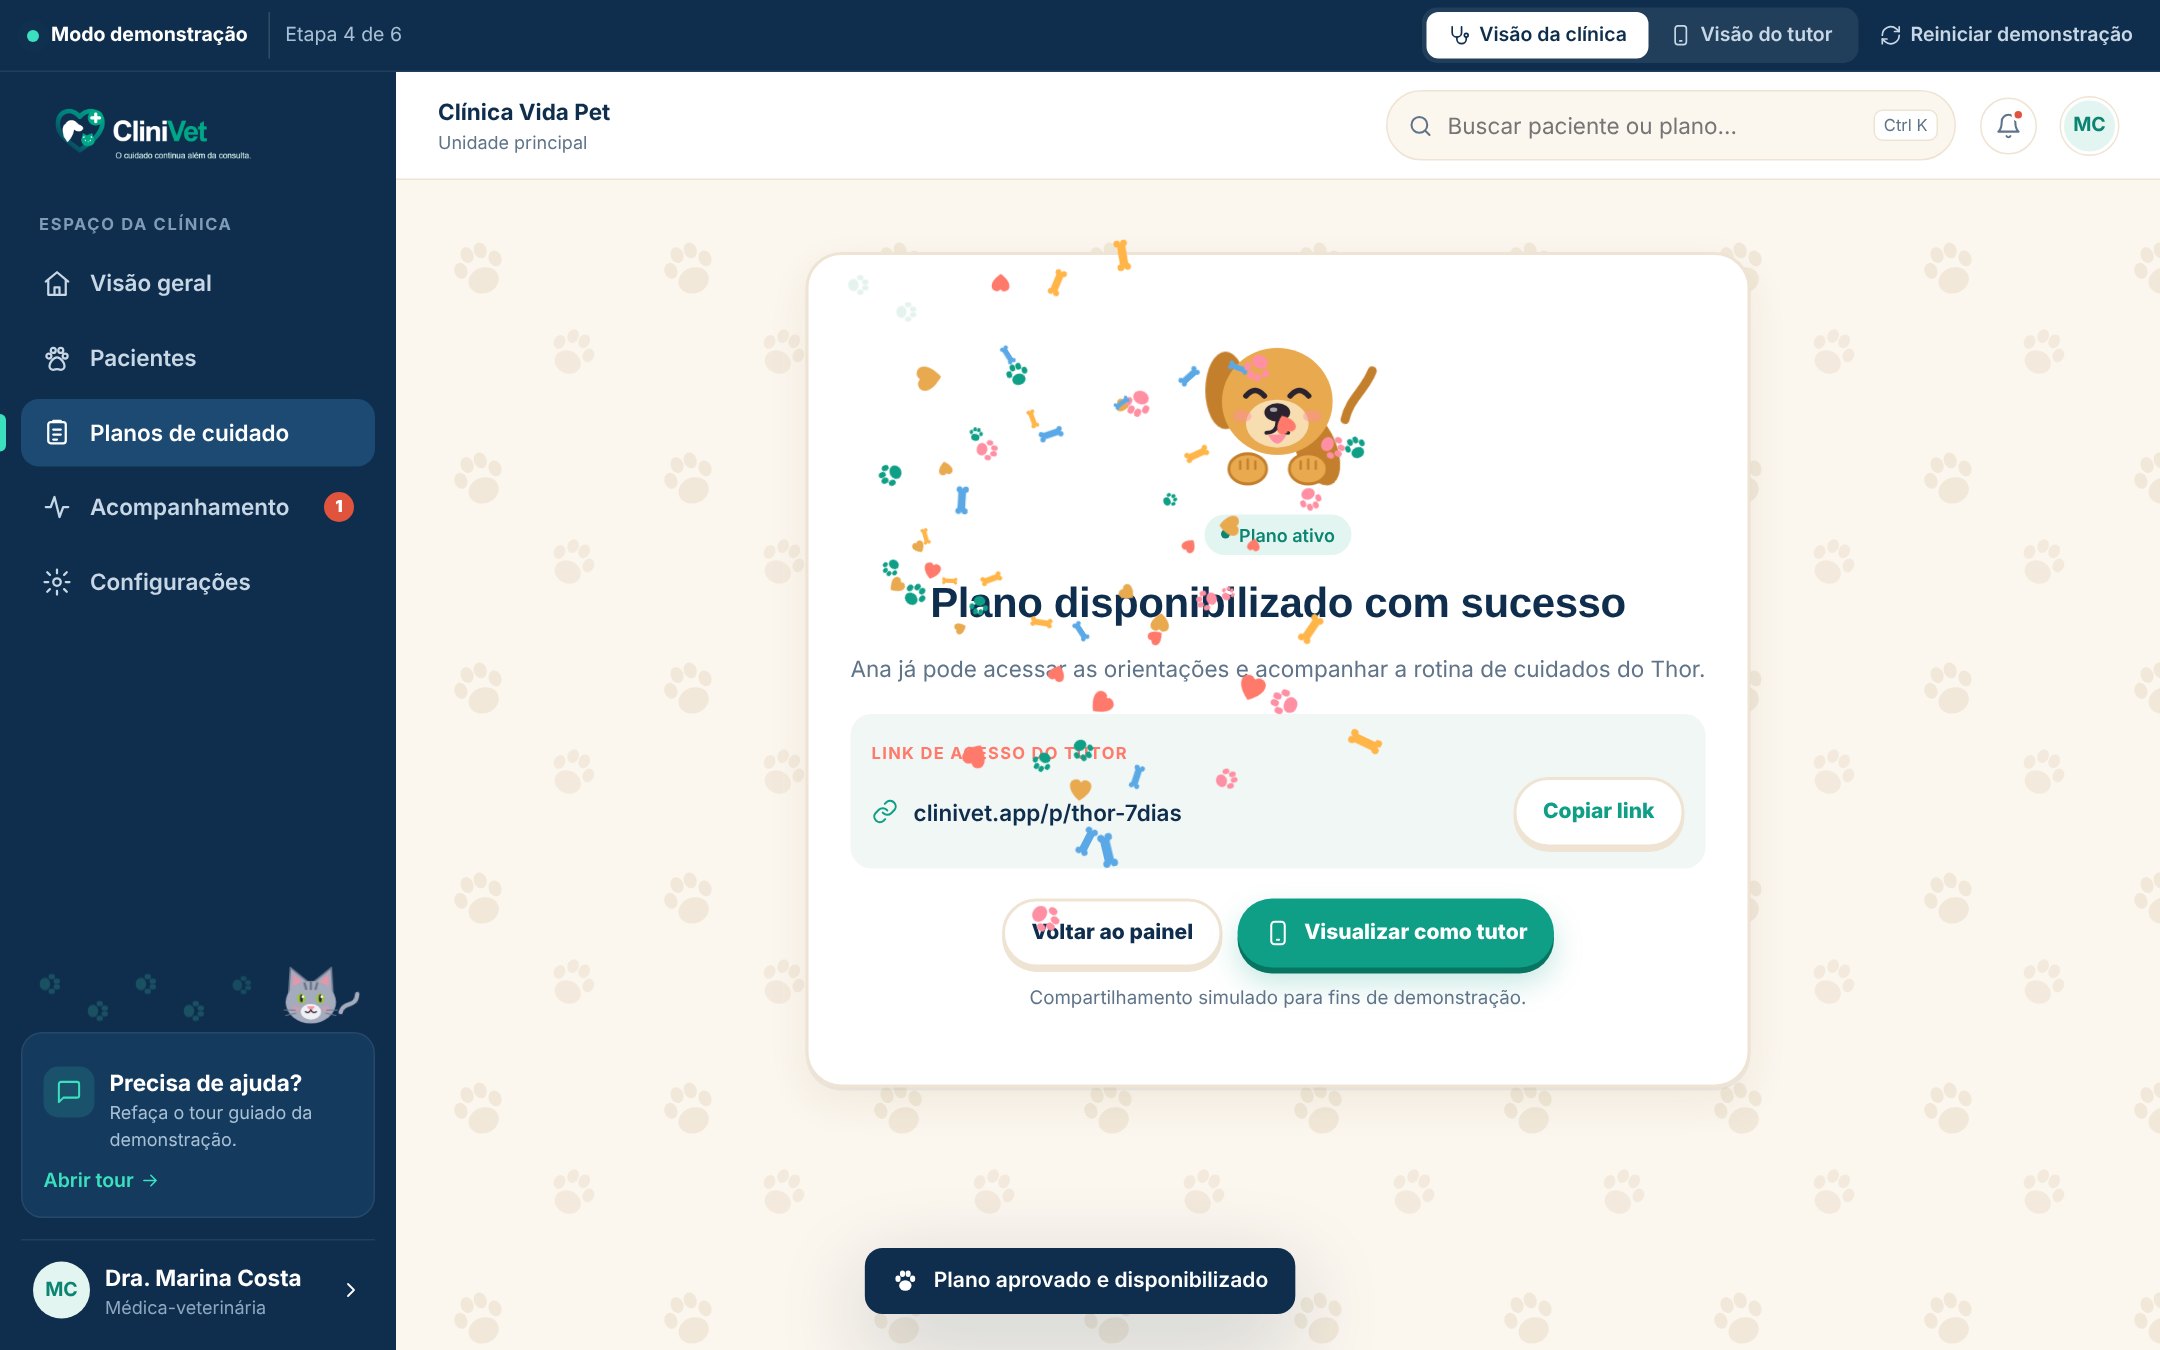 Modo demonstração
Etapa 4 de 6
Visão da clínica
Visão do tutor
Reiniciar demonstração
CliniVet
O cuidado continua além da consulta.
Clínica Vida Pet
Unidade principal
Buscar paciente ou plano...
Ctrl K
MC
ESPAÇO DA CLÍNICA
Visão geral
Pacientes
Planos de cuidado
Acompanhamento
1
Configurações
Plano ativo
Plano disponibilizado com sucesso
Ana já pode acessar as orientações e acompanhar a rotina de cuidados do Thor.
LINK DE ACESSO DO TUTOR
clinivet.app/p/thor-7dias
Copiar link
Voltar ao painel
Visualizar como tutor
Compartilhamento simulado para fins de demonstração.
Precisa de ajuda?
Refaça o tour guiado da
demonstração.
Abrir tour →
MC
Dra. Marina Costa
Médica-veterinária
Plano aprovado e disponibilizado